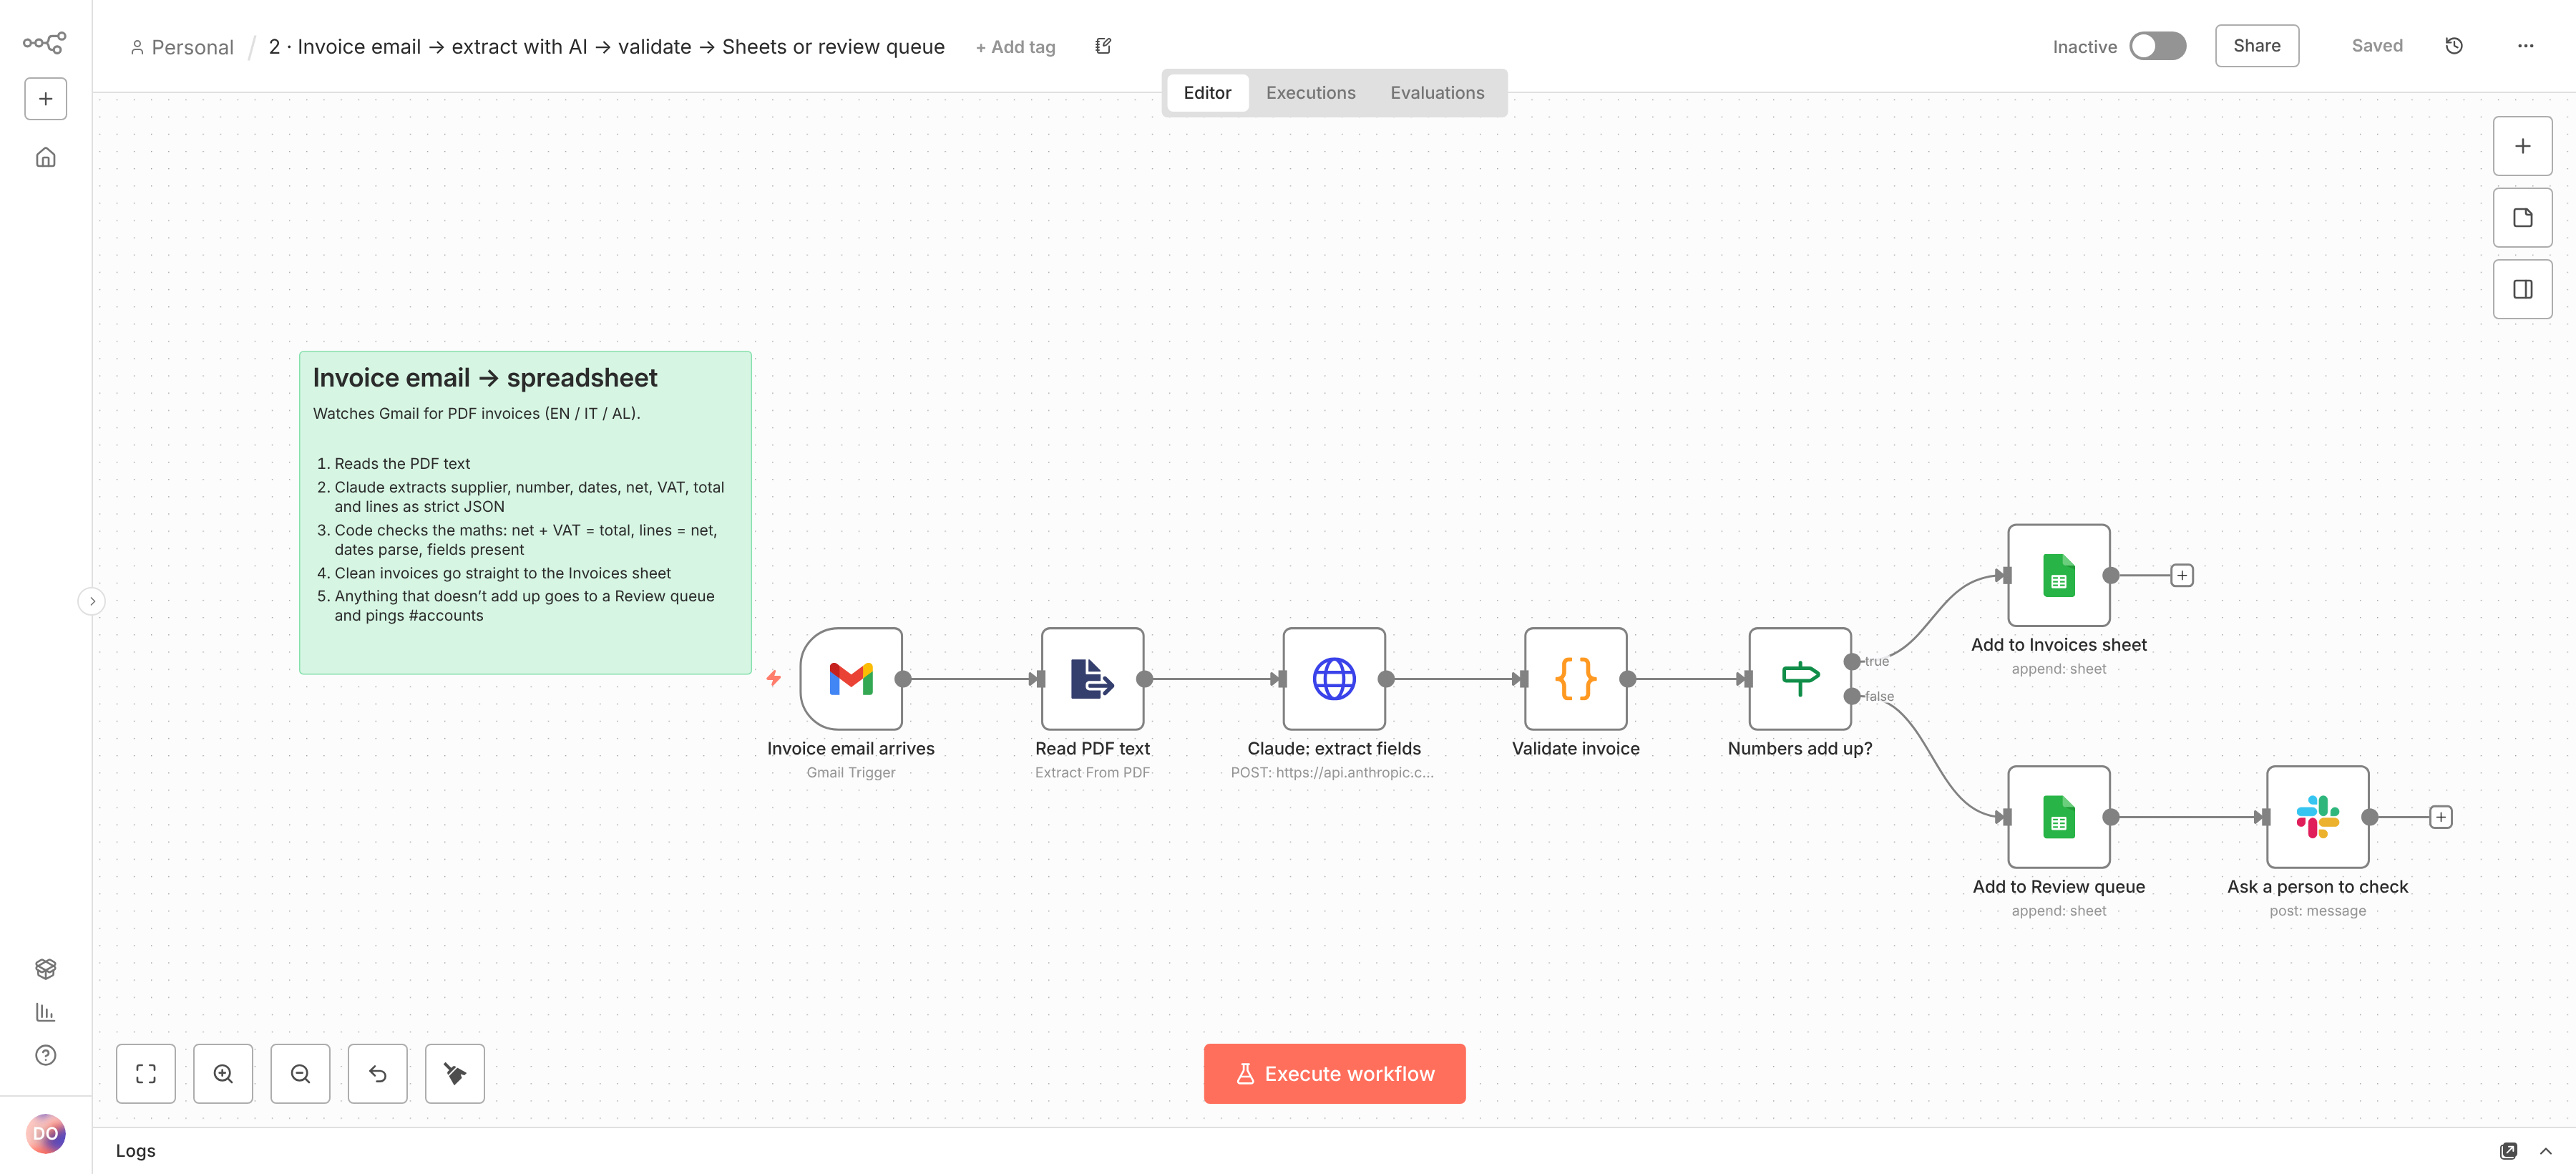 Personal / 2 · Invoice email → extract with AI → validate → Sheets or review queue + Add tag
Inactive Share Saved
Editor Executions Evaluations
Invoice email → spreadsheet
Watches Gmail for PDF invoices (EN / IT / AL).
1. Reads the PDF text
2. Claude extracts supplier, number, dates, net, VAT, total
and lines as strict JSON
3. Code checks the maths: net + VAT = total, lines = net,
dates parse, fields present
4. Clean invoices go straight to the Invoices sheet
5. Anything that doesn’t add up goes to a Review queue
and pings #accounts
Invoice email arrives
Gmail Trigger
Read PDF text
Extract From PDF
Claude: extract fields
POST: https://api.anthropic.c...
Validate invoice
Numbers add up?
true
false
Add to Invoices sheet
append: sheet
Add to Review queue
append: sheet
Ask a person to check
post: message
Execute workflow
DO
Logs